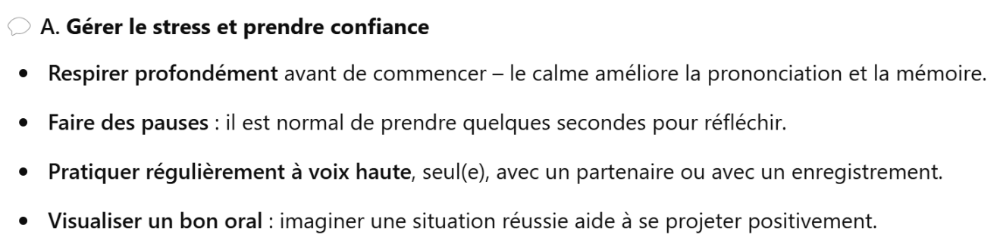 A. Gérer le stress et prendre confiance
• Respirer profondément avant de commencer – le calme améliore la prononciation et la mémoire.
• Faire des pauses : il est normal de prendre quelques secondes pour réfléchir.
• Pratiquer régulièrement à voix haute, seul(e), avec un partenaire ou avec un enregistrement.
• Visualiser un bon oral : imaginer une situation réussie aide à se projeter positivement.